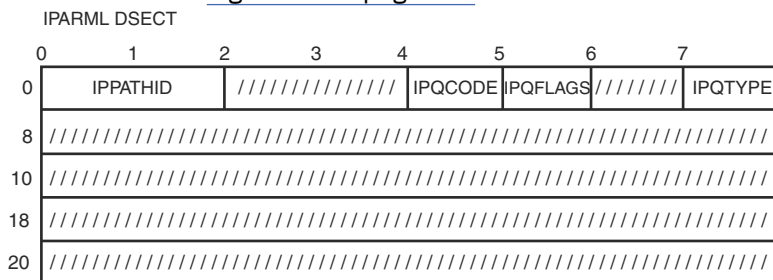 IPARML DSECT
0 1 2 3 4 5 6 7
0 IPPATHID /////////////// IPQCODE IPQFLAGS //////// IPQTYPE
8 ///////////////////////////////////////////////////////////////////
10 ///////////////////////////////////////////////////////////////////
18 ///////////////////////////////////////////////////////////////////
20 ///////////////////////////////////////////////////////////////////